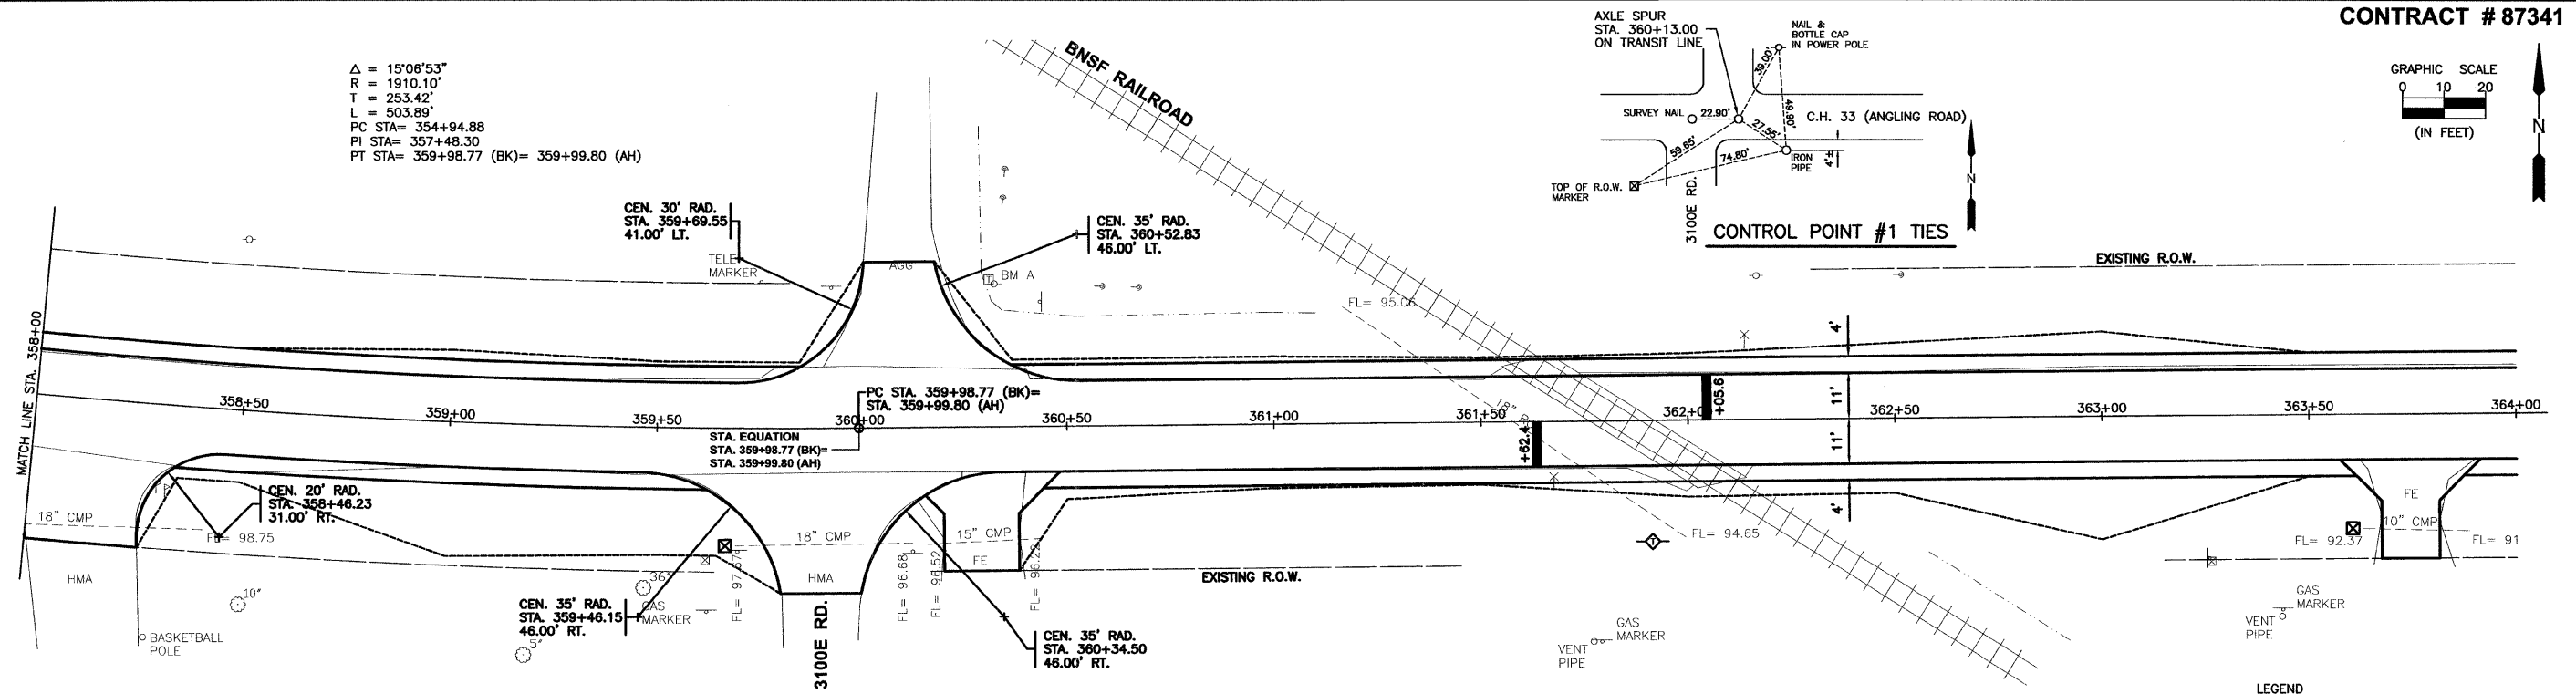 CONTRACT # 87341
Δ = 15°06'53"
R = 1910.10'
T = 253.42'
L = 503.89'
PC STA= 354+94.88
PI STA= 357+48.30
PT STA= 359+98.77 (BK)= 359+99.80 (AH)
BNSF RAILROAD
AXLE SPUR
STA. 360+13.00
ON TRANSIT LINE
NAIL &
BOTTLE CAP
IN POWER POLE
39.00'
49.90'
SURVEY NAIL
22.90'
27.55'
C.H. 33 (ANGLING ROAD)
59.85'
74.80'
IRON
PIPE
4'±
TOP OF R.O.W.
MARKER
3100E RD.
N
CONTROL POINT #1 TIES
GRAPHIC SCALE
0 10 20
(IN FEET)
N
CEN. 30' RAD.
STA. 359+69.55
41.00' LT.
CEN. 35' RAD.
STA. 360+52.83
46.00' LT.
TELE
MARKER
AGG
BM A
EXISTING R.O.W.
FL= 95.06
MATCH LINE STA. 358+00
4'
11'
11'
4'
PC STA. 359+98.77 (BK)=
STA. 359+99.80 (AH)
358+50
359+00
359+50
360+00
360+50
361+00
361+50
362+0
362+50
363+00
363+50
364+00
+05.6
+62.4
18"
STA. EQUATION
STA. 359+98.77 (BK)=
STA. 359+99.80 (AH)
CEN. 20' RAD.
STA. 358+46.23
31.00' RT.
18" CMP
FL= 98.75
HMA
18" CMP
15" CMP
FE
HMA
FL= 97.67
FL= 96.68
FL= 96.52
FL= 96.22
EXISTING R.O.W.
FL= 94.65
FE
10" CMP
FL= 92.37
FL= 91
10"
36"
5"
GAS
MARKER
CEN. 35' RAD.
STA. 359+46.15
46.00' RT.
CEN. 35' RAD.
STA. 360+34.50
46.00' RT.
BASKETBALL
POLE
3100E RD.
GAS
MARKER
VENT
PIPE
GAS
MARKER
VENT
PIPE
LEGEND